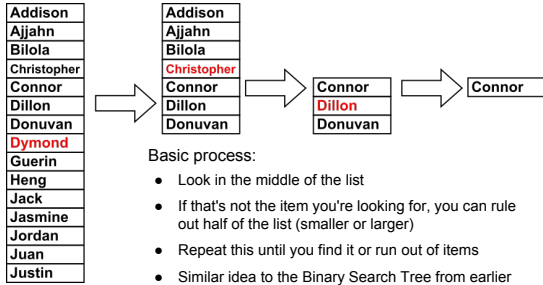 Addison
Ajjahn
Bilola
Christopher
Connor
Dillon
Donuvan
Dymond
Guerin
Heng
Jack
Jasmine
Jordan
Juan
Justin
Addison
Ajjahn
Bilola
Christopher
Connor
Dillon
Donuvan
Connor
Dillon
Donuvan
Connor
Basic process:
● Look in the middle of the list
● If that's not the item you're looking for, you can rule
out half of the list (smaller or larger)
● Repeat this until you find it or run out of items
● Similar idea to the Binary Search Tree from earlier